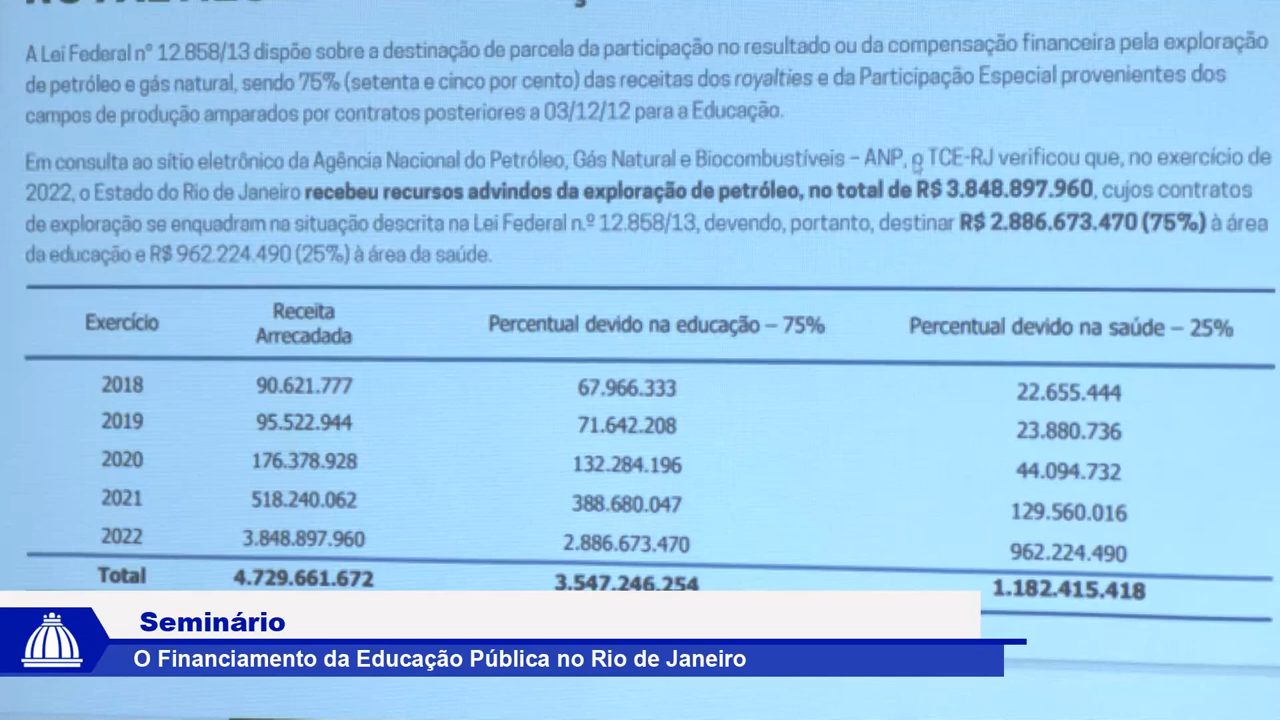 A Lei Federal nº 12.858/13 dispõe sobre a destinação de parcela da participação no resultado ou da compensação financeira pela exploração
de petróleo e gás natural, sendo 75% (setenta e cinco por cento) das receitas dos royalties e da Participação Especial provenientes dos
campos de produção amparados por contratos posteriores a 03/12/12 para a Educação.
Em consulta ao sítio eletrônico da Agência Nacional do Petróleo, Gás Natural e Biocombustíveis – ANP, o TCE-RJ verificou que, no exercício de
2022, o Estado do Rio de Janeiro recebeu recursos advindos da exploração de petróleo, no total de R$ 3.848.897.960, cujos contratos
de exploração se enquadram na situação descrita na Lei Federal n.º 12.858/13, devendo, portanto, destinar R$ 2.886.673.470 (75%) à área
da educação e R$ 962.224.490 (25%) à área da saúde.
Exercício Receita Arrecadada Percentual devido na educação – 75% Percentual devido na saúde – 25%
2018 90.621.777 67.966.333 22.655.444
2019 95.522.944 71.642.208 23.880.736
2020 176.378.928 132.284.196 44.094.732
2021 518.240.062 388.680.047 129.560.016
2022 3.848.897.960 2.886.673.470 962.224.490
Total 4.729.661.672 3.547.246.254 1.182.415.418
Seminário
O Financiamento da Educação Pública no Rio de Janeiro